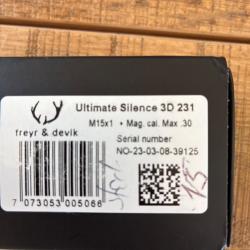 Ultimate Silence 3D 231
M15x1 • Mag. cal. Max .30
freyr & devik
Serial number
NO-23-03-08-39125
7 073053 005066